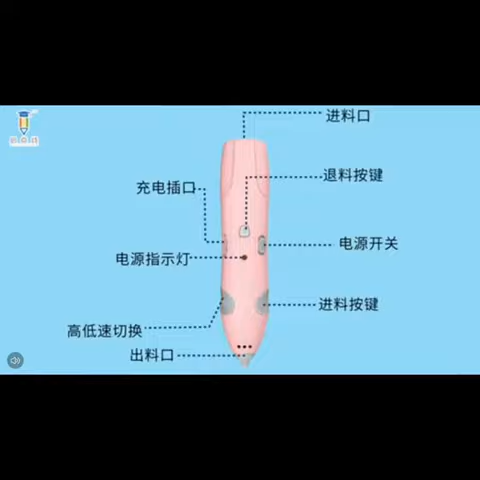 进料口
退料按键
充电插口
电源开关
电源指示灯
进料按键
高低速切换
出料口